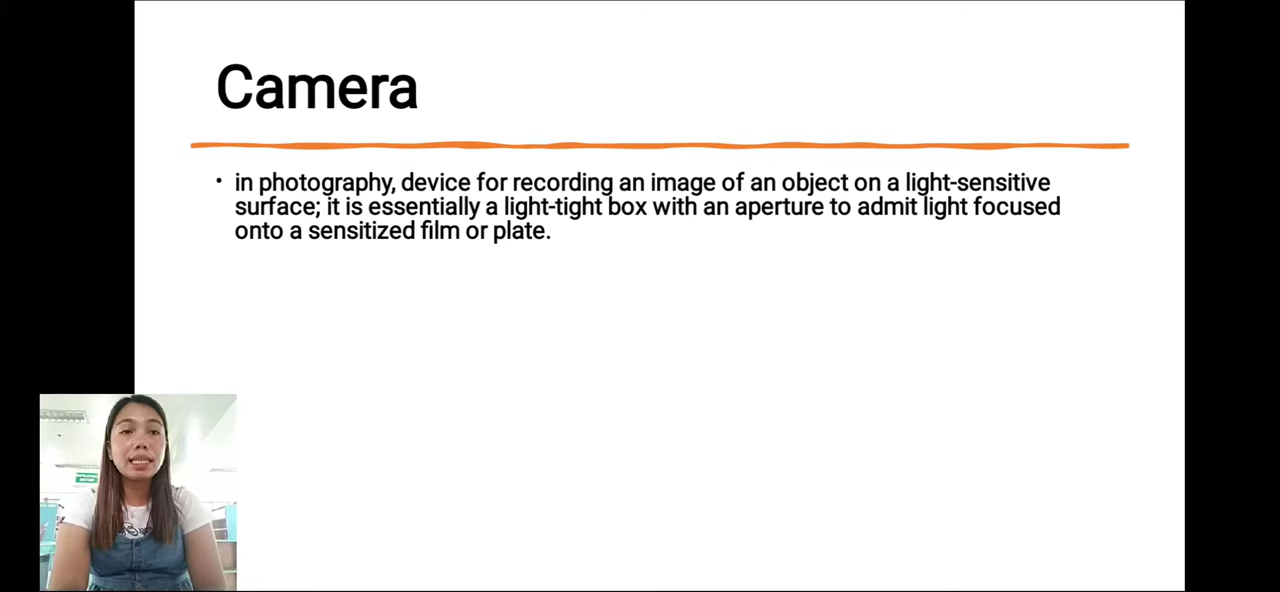 Camera
• in photography, device for recording an image of an object on a light-sensitive
surface; it is essentially a light-tight box with an aperture to admit light focused
onto a sensitized film or plate.